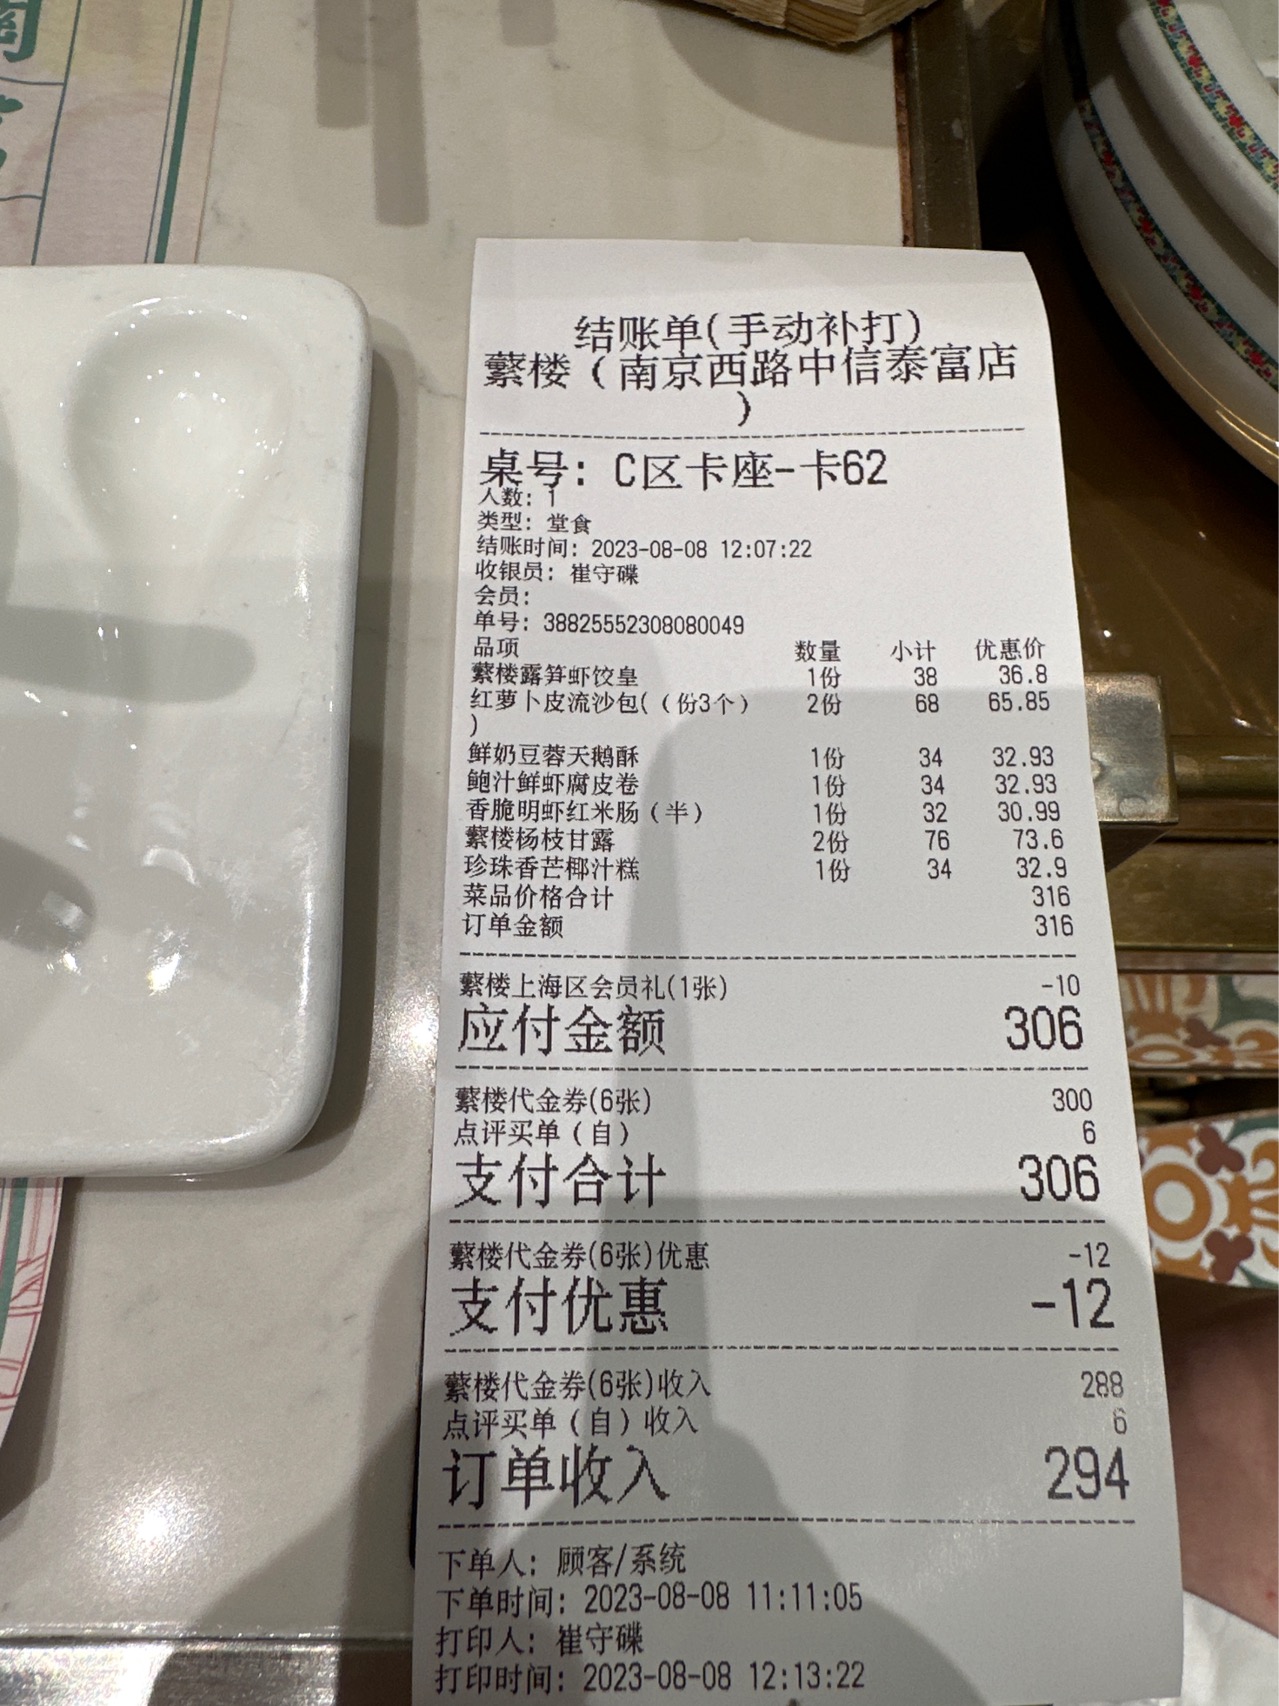 结账单(手动补打)
蘩楼（南京西路中信泰富店
）
桌号: C区卡座-卡62
人数: 1
类型: 堂食
结账时间: 2023-08-08 12:07:22
收银员: 崔守碟
会员:
单号: 38825552308080049
品项 数量 小计 优惠价
蘩楼露笋虾饺皇 1份 38 36.8
红萝卜皮流沙包(（份3个） 2份 68 65.85
)
鲜奶豆蓉天鹅酥 1份 34 32.93
鲍汁鲜虾腐皮卷 1份 34 32.93
香脆明虾红米肠（半） 1份 32 30.99
蘩楼杨枝甘露 2份 76 73.6
珍珠香芒椰汁糕 1份 34 32.9
菜品价格合计 316
订单金额 316
蘩楼上海区会员礼(1张) -10
应付金额 306
蘩楼代金券(6张) 300
点评买单（自） 6
支付合计 306
蘩楼代金券(6张)优惠 -12
支付优惠 -12
蘩楼代金券(6张)收入 288
点评买单（自）收入 6
订单收入 294
下单人: 顾客/系统
下单时间: 2023-08-08 11:11:05
打印人: 崔守碟
打印时间: 2023-08-08 12:13:22